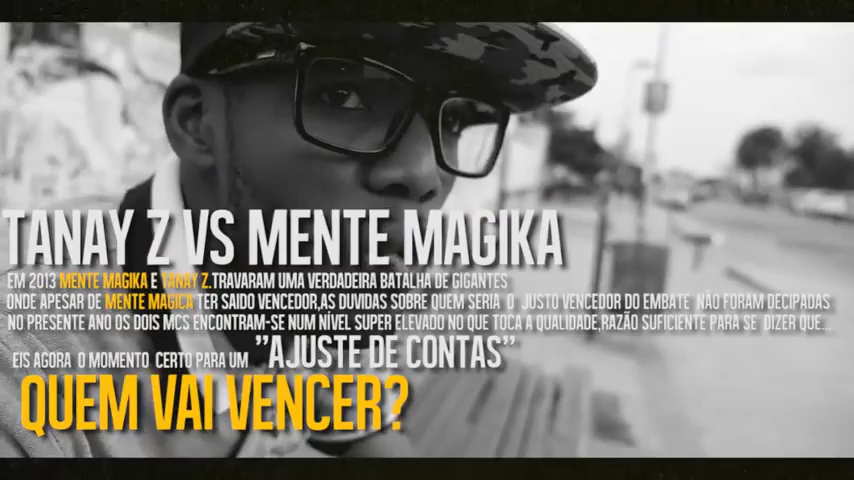 TANAY Z VS MENTE MAGIKA
EM 2013 MENTE MAGIKA E TANAY Z.TRAVARAM UMA VERDADEIRA BATALHA DE GIGANTES
ONDE APESAR DE MENTE MAGICA TER SAIDO VENCEDOR,AS DUVIDAS SOBRE QUEM SERIA O JUSTO VENCEDOR DO EMBATE NÃO FORAM DECIPADAS
NO PRESENTE ANO OS DOIS MCS ENCONTRAM-SE NUM NÍVEL SUPER ELEVADO NO QUE TOCA A QUALIDADE,RAZÃO SUFICIENTE PARA SE DIZER QUE...
EIS AGORA O MOMENTO CERTO PARA UM "AJUSTE DE CONTAS"
QUEM VAI VENCER?